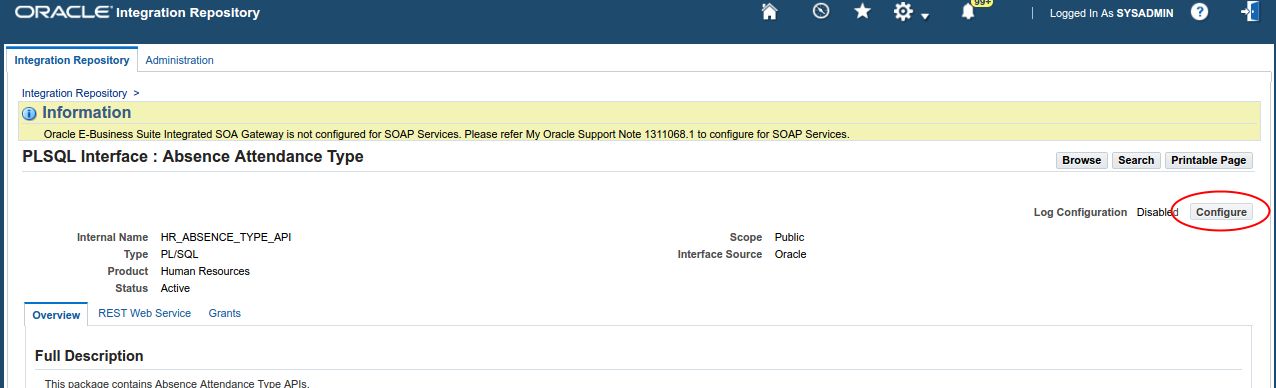 ORACLE Integration Repository
99+
Logged In As SYSADMIN ?
Integration Repository Administration
Integration Repository >
Information
Oracle E-Business Suite Integrated SOA Gateway is not configured for SOAP Services. Please refer My Oracle Support Note 1311068.1 to configure for SOAP Services.
PLSQL Interface : Absence Attendance Type
Browse Search Printable Page
Log Configuration Disabled Configure
Internal Name HR_ABSENCE_TYPE_API Scope Public
Type PL/SQL Interface Source Oracle
Product Human Resources
Status Active
Overview REST Web Service Grants
Full Description
This package contains Absence Attendance Type APIs.